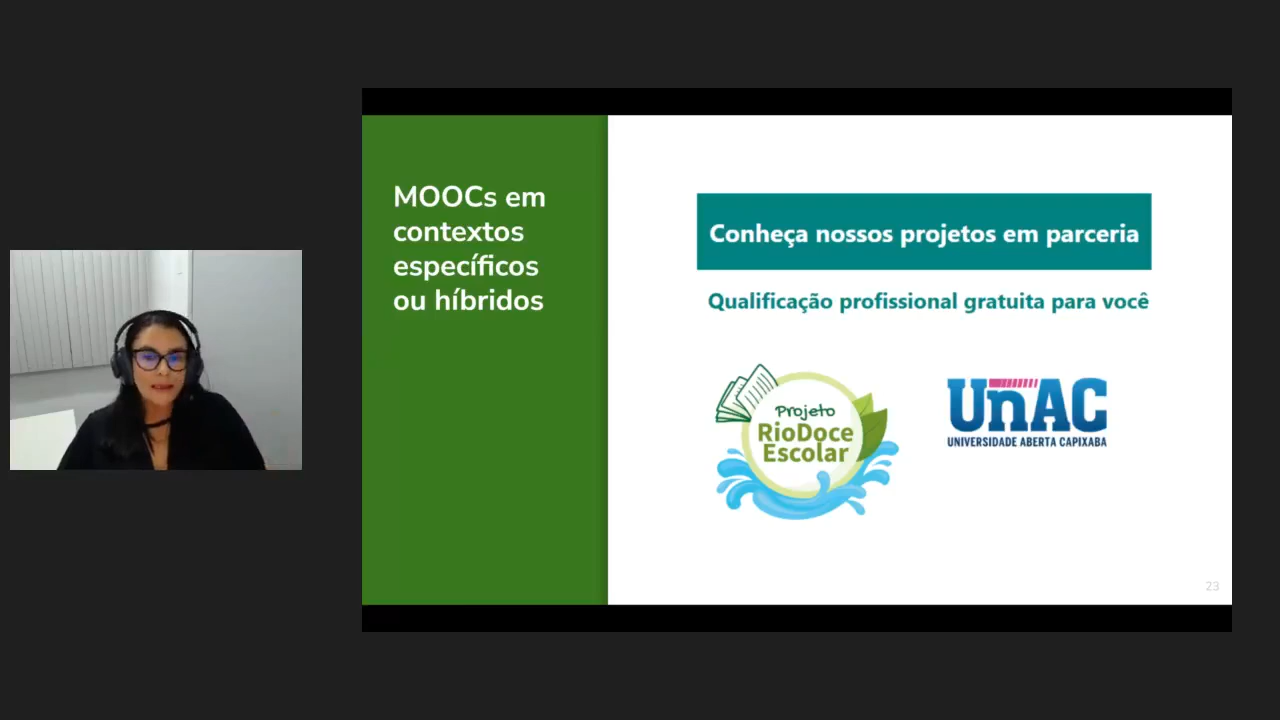 MOOCs em
contextos
específicos
ou híbridos
Conheça nossos projetos em parceria
Qualificação profissional gratuita para você
Projeto
RioDoce
Escolar
UnAC
UNIVERSIDADE ABERTA CAPIXABA
23